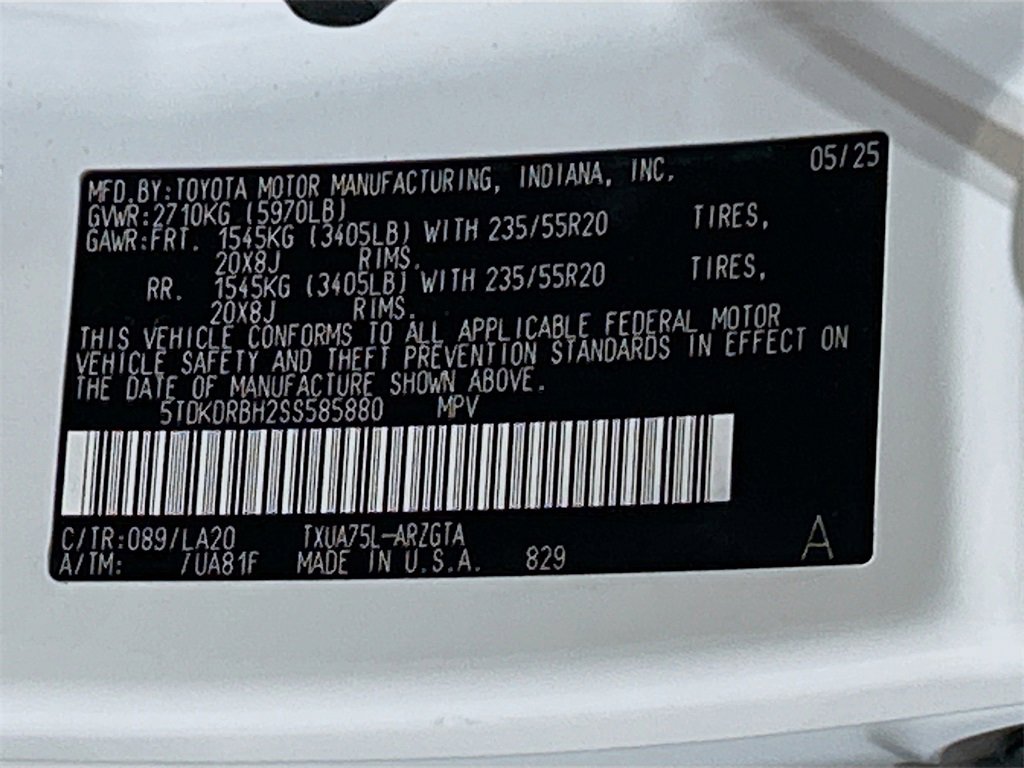 MFD.BY:TOYOTA MOTOR MANUFACTURING, INDIANA, INC. 05/25
GVWR:2710KG (5970LB)
GAWR:FRT. 1545KG (3405LB) WITH 235/55R20 TIRES,
20X8J RIMS.
RR. 1545KG (3405LB) WITH 235/55R20 TIRES,
20X8J RIMS.
THIS VEHICLE CONFORMS TO ALL APPLICABLE FEDERAL MOTOR
VEHICLE SAFETY AND THEFT PREVENTION STANDARDS IN EFFECT ON
THE DATE OF MANUFACTURE SHOWN ABOVE.
5TDKDRBH2SS585880 MPV
C/TR:089/LA20 TXUA75L-ARZGTA
A/TM: 7UA81F MADE IN U.S.A. 829 A